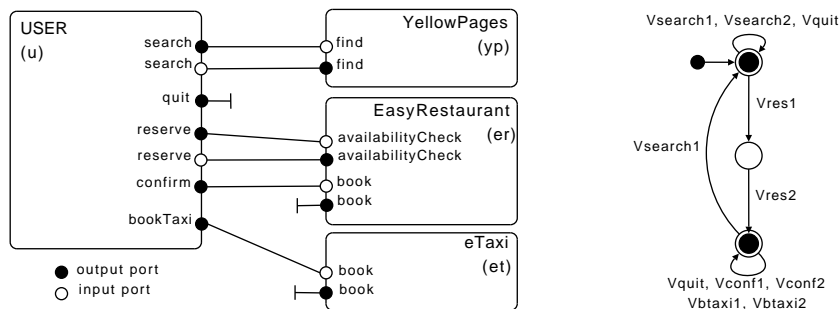 USER
(u)
search
search
quit
reserve
reserve
confirm
bookTaxi
output port
input port
YellowPages
(yp)
find
find
EasyRestaurant
(er)
availabilityCheck
availabilityCheck
book
book
eTaxi
(et)
book
book
Vsearch1, Vsearch2, Vquit
Vres1
Vsearch1
Vres2
Vquit, Vconf1, Vconf2
Vbtaxi1, Vbtaxi2